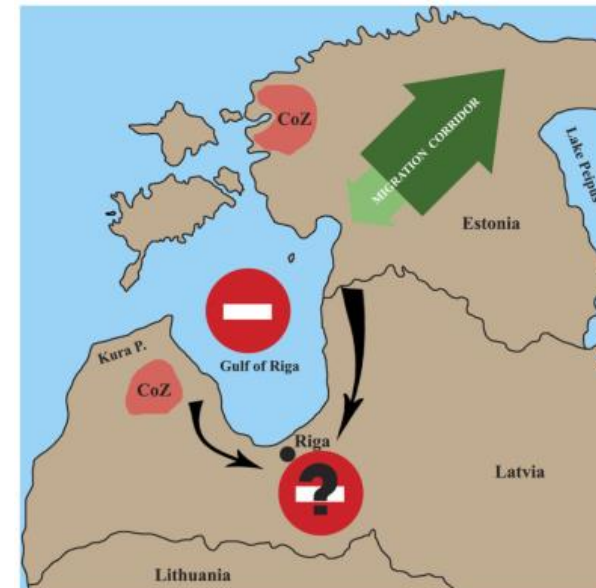 CoZ
MIGRATION CORRIDOR
Lake Peipus
Estonia
Kura P.
Gulf of Riga
CoZ
Riga
?
Latvia
Lithuania